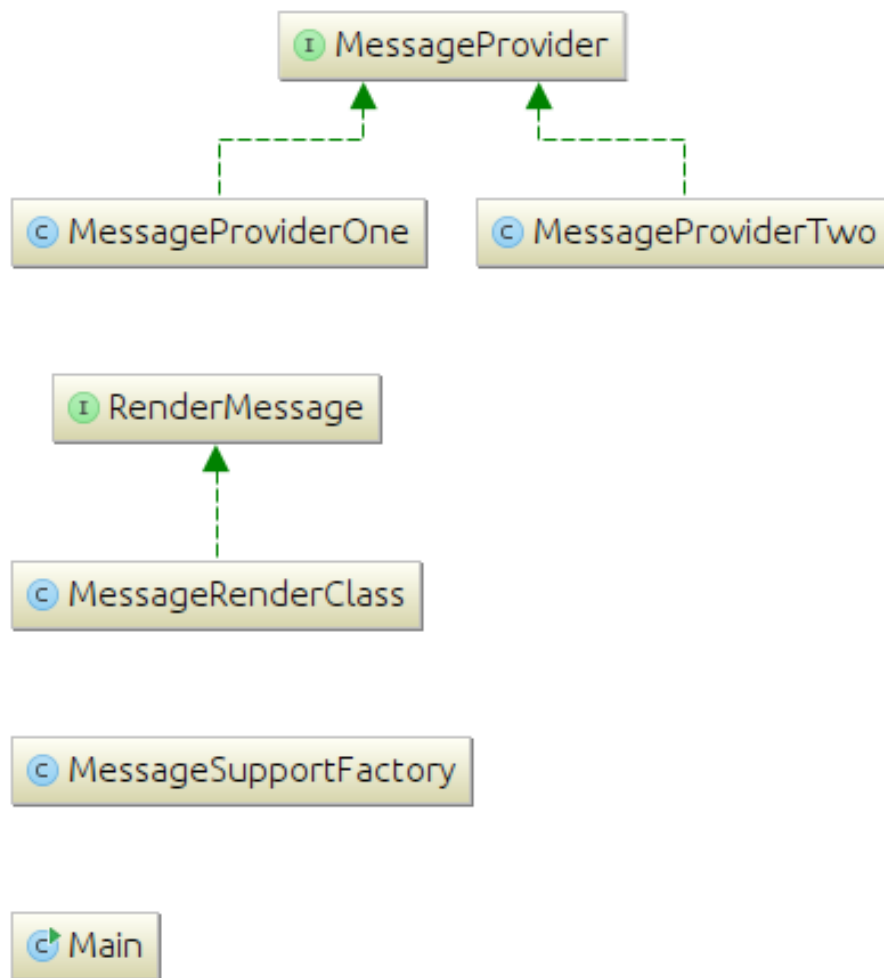 I MessageProvider
C MessageProviderOne
C MessageProviderTwo
I RenderMessage
C MessageRenderClass
C MessageSupportFactory
C Main